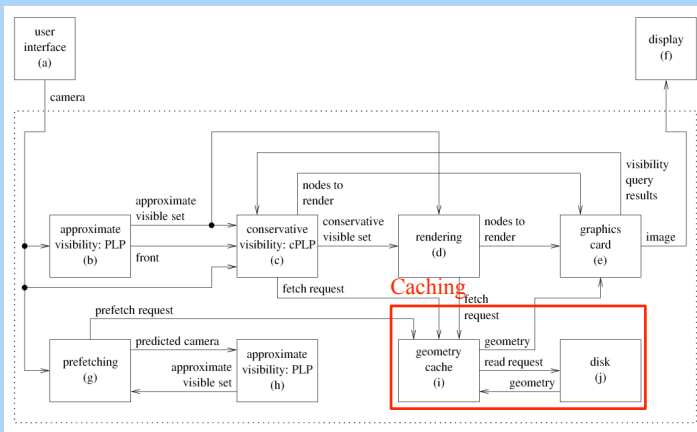 user
interface
(a)
display
(f)
camera
visibility
query
results
nodes to
render
approximate
visible set
approximate
visibility: PLP
(b)
front
conservative
visibility: cPLP
(c)
conservative
visible set
rendering
(d)
nodes to
render
graphics
card
(e)
image
fetch request
Caching
fetch
request
prefetch request
prefetching
(g)
predicted camera
approximate
visible set
approximate
visibility: PLP
(h)
geometry
cache
(i)
geometry
read request
geometry
disk
(j)